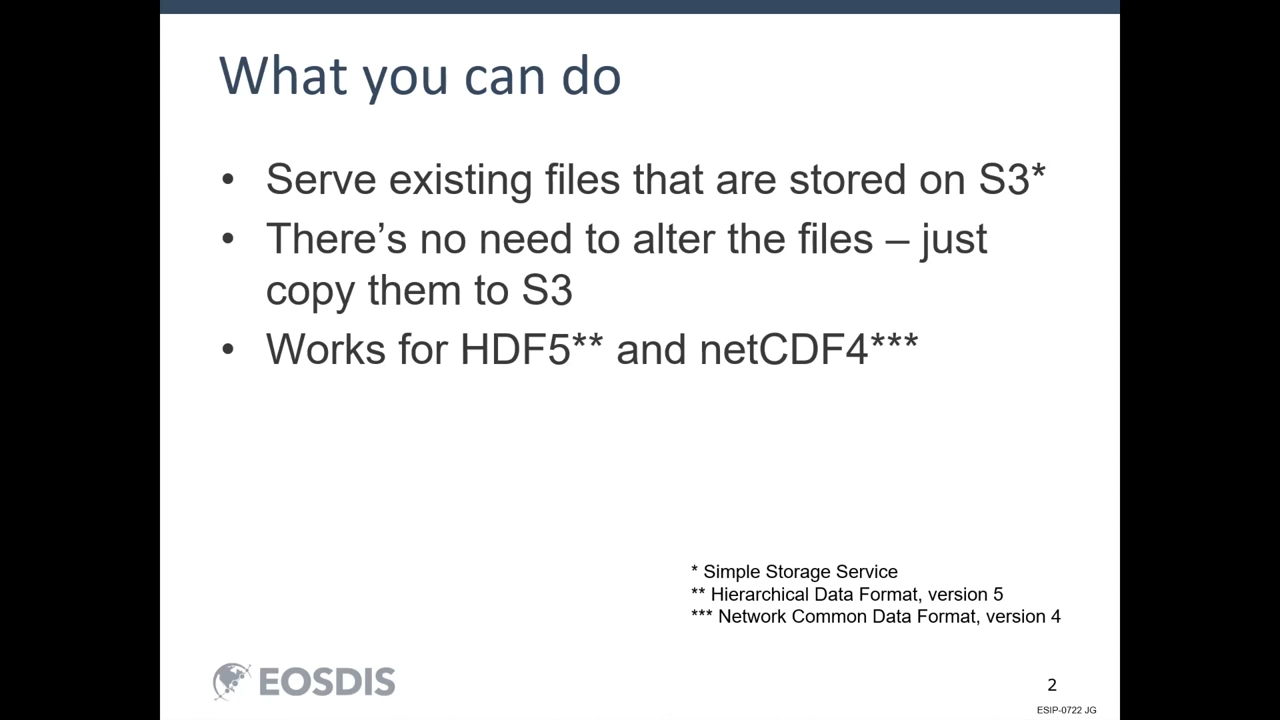 What you can do
• Serve existing files that are stored on S3*
• There’s no need to alter the files – just
copy them to S3
• Works for HDF5** and netCDF4***
* Simple Storage Service
** Hierarchical Data Format, version 5
*** Network Common Data Format, version 4
EOSDIS
2
ESIP-0722 JG